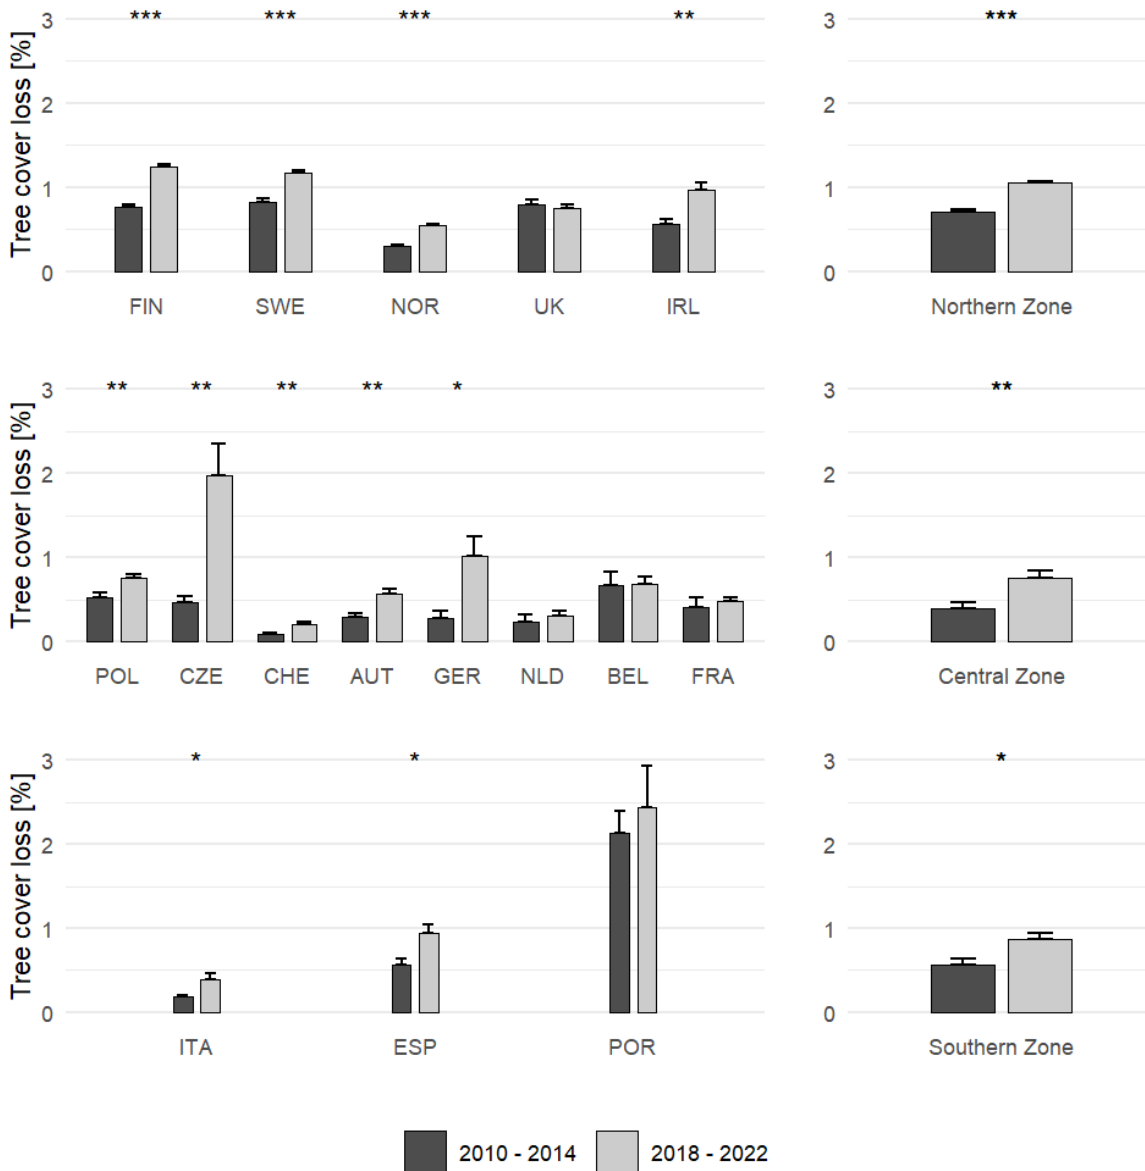 3 *** *** *** ** 3 ***
2 2
1 1
0 0
Tree cover loss [%]
FIN SWE NOR UK IRL Northern Zone
3 ** ** ** ** * 3 **
2 2
1 1
0 0
Tree cover loss [%]
POL CZE CHE AUT GER NLD BEL FRA Central Zone
3 * * 3 *
2 2
1 1
0 0
Tree cover loss [%]
ITA ESP POR Southern Zone
2010 - 2014 2018 - 2022